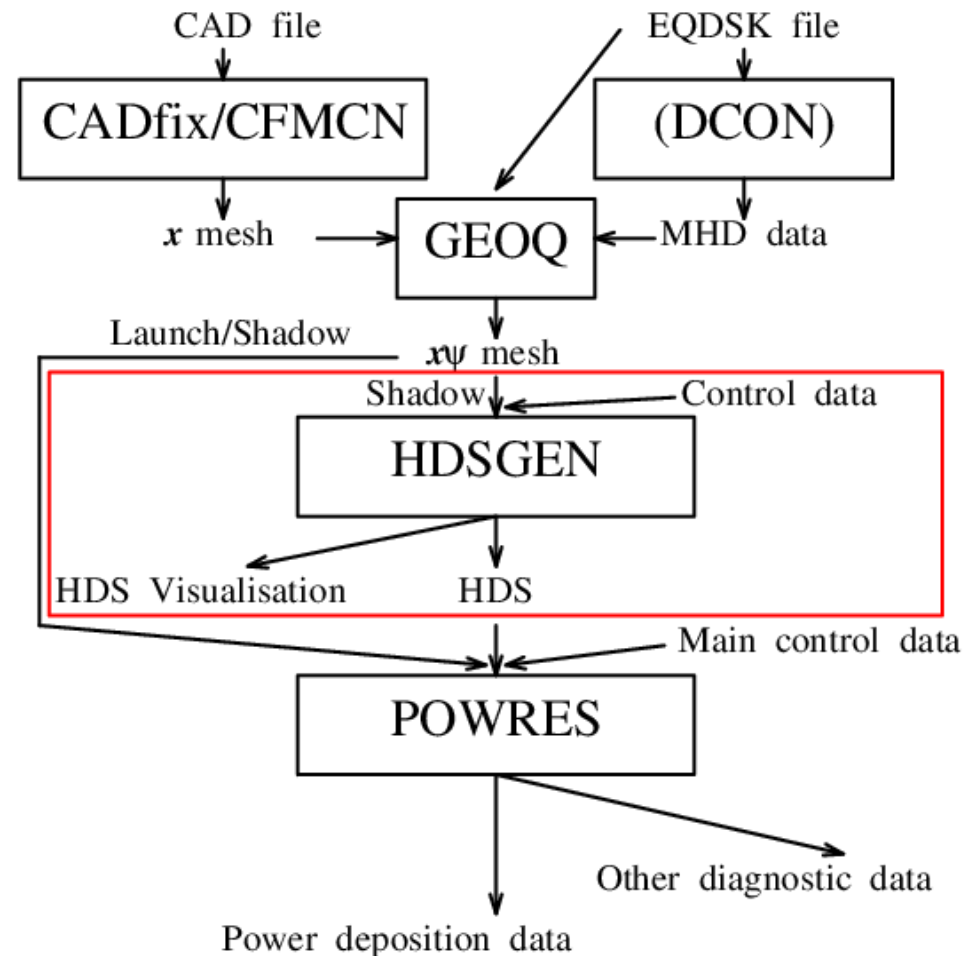 CAD file
EQDSK file
CADfix/CFMCN
(DCON)
x mesh
GEOQ
MHD data
Launch/Shadow
xψ mesh
Shadow
Control data
HDSGEN
HDS Visualisation
HDS
Main control data
POWRES
Other diagnostic data
Power deposition data